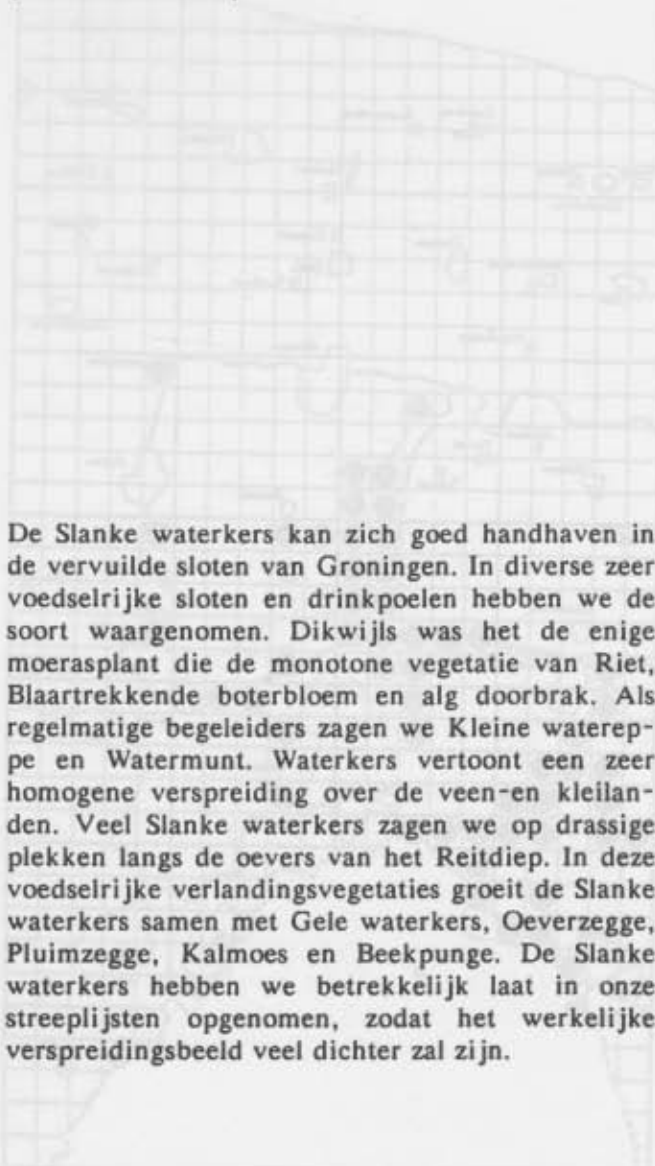 De Slanke waterkers kan zich goed handhaven in
de vervuilde sloten van Groningen. In diverse zeer
voedselrijke sloten en drinkpoelen hebben we de
soort waargenomen. Dikwijls was het de enige
moerasplant die de monotone vegetatie van Riet,
Blaartrekkende boterbloem en alg doorbrak. Als
regelmatige begeleiders zagen we Kleine waterep-
pe en Watermunt. Waterkers vertoont een zeer
homogene verspreiding over de veen-en kleilan-
den. Veel Slanke waterkers zagen we op drassige
plekken langs de oevers van het Reitdiep. In deze
voedselrijke verlandingsvegetaties groeit de Slanke
waterkers samen met Gele waterkers, Oeverzegge,
Pluimzegge, Kalmoes en Beekpunge. De Slanke
waterkers hebben we betrekkelijk laat in onze
streeplijsten opgenomen, zodat het werkelijke
verspreidingsbeeld veel dichter zal zijn.